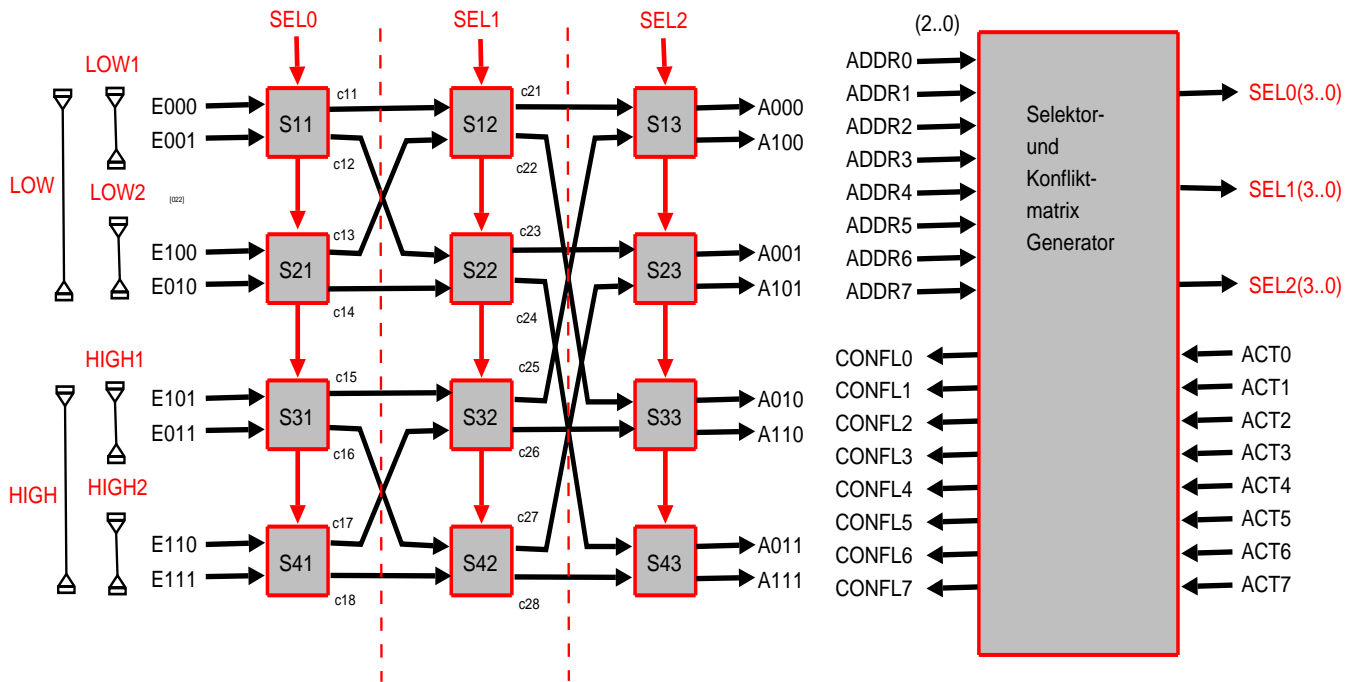 SEL0 SEL1 SEL2
LOW1
LOW
LOW2
[022]
HIGH1
HIGH
HIGH2
E000
E001
E100
E010
E101
E011
E110
E111
S11
S21
S31
S41
c11
c12
c13
c14
c15
c16
c17
c18
S12
S22
S32
S42
c21
c22
c23
c24
c25
c26
c27
c28
S13
S23
S33
S43
A000
A100
A001
A101
A010
A110
A011
A111
(2..0)
ADDR0
ADDR1
ADDR2
ADDR3
ADDR4
ADDR5
ADDR6
ADDR7
CONFL0
CONFL1
CONFL2
CONFL3
CONFL4
CONFL5
CONFL6
CONFL7
Selektor-
und
Konflikt-
matrix
Generator
SEL0(3..0)
SEL1(3..0)
SEL2(3..0)
ACT0
ACT1
ACT2
ACT3
ACT4
ACT5
ACT6
ACT7